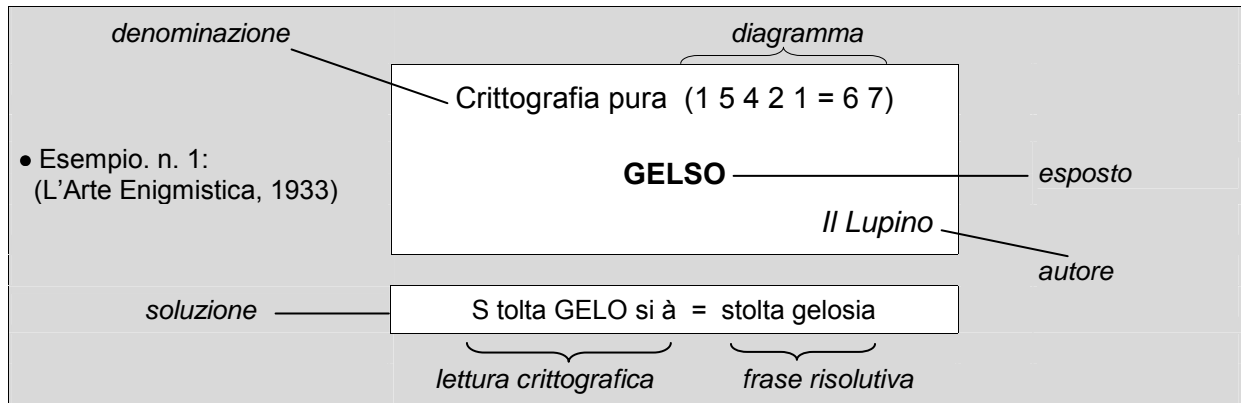 denominazione
diagramma
Crittografia pura (1 5 4 2 1 = 6 7)
● Esempio. n. 1:
(L'Arte Enigmistica, 1933)
GELSO
esposto
Il Lupino
autore
soluzione
S tolta GELO si à = stolta gelosia
lettura crittografica
frase risolutiva